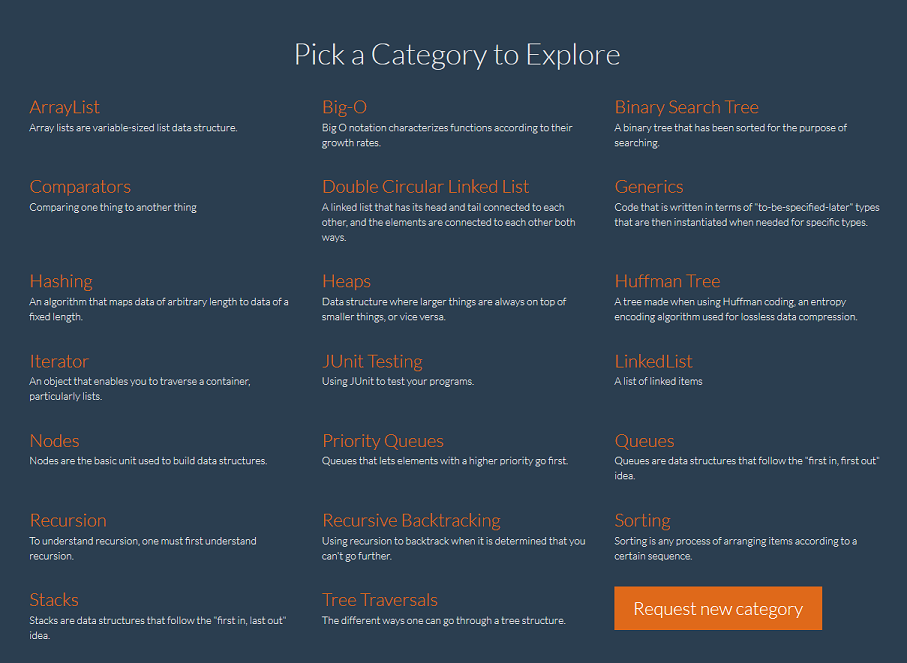 Pick a Category to Explore
ArrayList
Array lists are variable-sized list data structure.
Big-O
Big O notation characterizes functions according to their
growth rates.
Binary Search Tree
A binary tree that has been sorted for the purpose of
searching.
Comparators
Comparing one thing to another thing
Double Circular Linked List
A linked list that has its head and tail connected to each
other, and the elements are connected to each other both
ways.
Generics
Code that is written in terms of "to-be-specified-later" types
that are then instantiated when needed for specific types.
Hashing
An algorithm that maps data of arbitrary length to data of a
fixed length.
Heaps
Data structure where larger things are always on top of
smaller things, or vice versa.
Huffman Tree
A tree made when using Huffman coding, an entropy
encoding algorithm used for lossless data compression.
Iterator
An object that enables you to traverse a container,
particularly lists.
JUnit Testing
Using JUnit to test your programs.
LinkedList
A list of linked items
Nodes
Nodes are the basic unit used to build data structures.
Priority Queues
Queues that lets elements with a higher priority go first.
Queues
Queues are data structures that follow the "first in, first out"
idea.
Recursion
To understand recursion, one must first understand
recursion.
Recursive Backtracking
Using recursion to backtrack when it is determined that you
can't go further.
Sorting
Sorting is any process of arranging items according to a
certain sequence.
Stacks
Stacks are data structures that follow the "first in, last out"
idea.
Tree Traversals
The different ways one can go through a tree structure.
Request new category